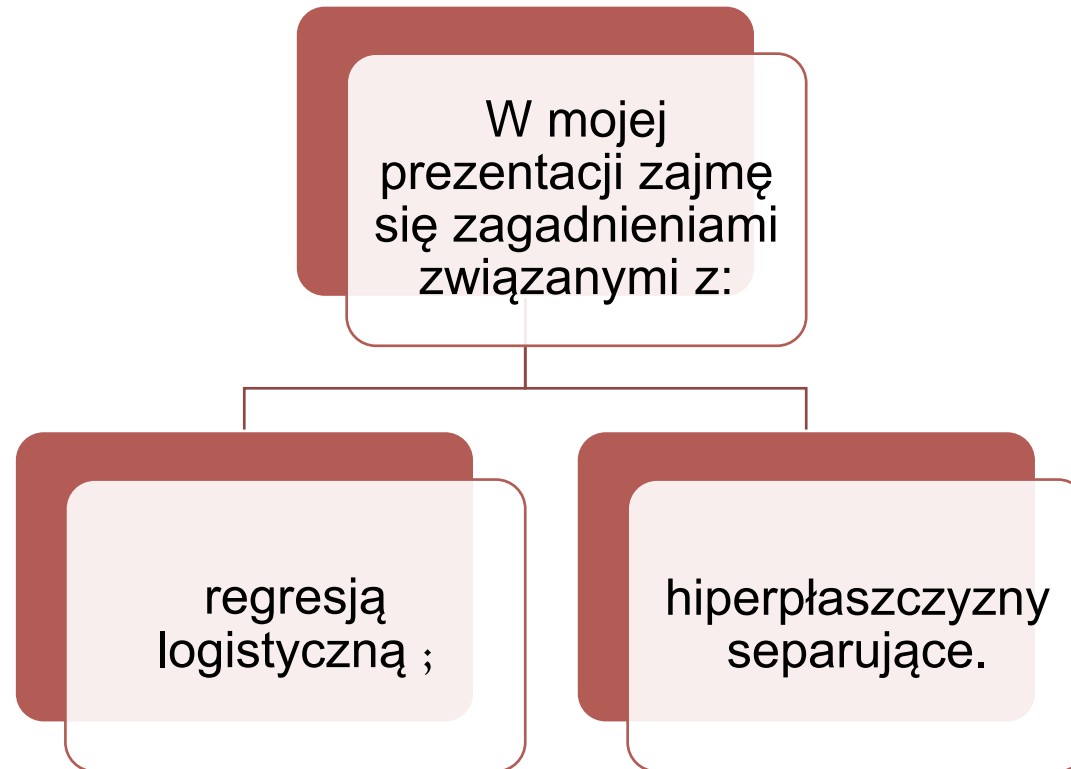 W mojej
prezentacji zajmę
się zagadnieniami
związanymi z:
regresją
logistyczną ;
hiperpłaszczyzny
separujące.